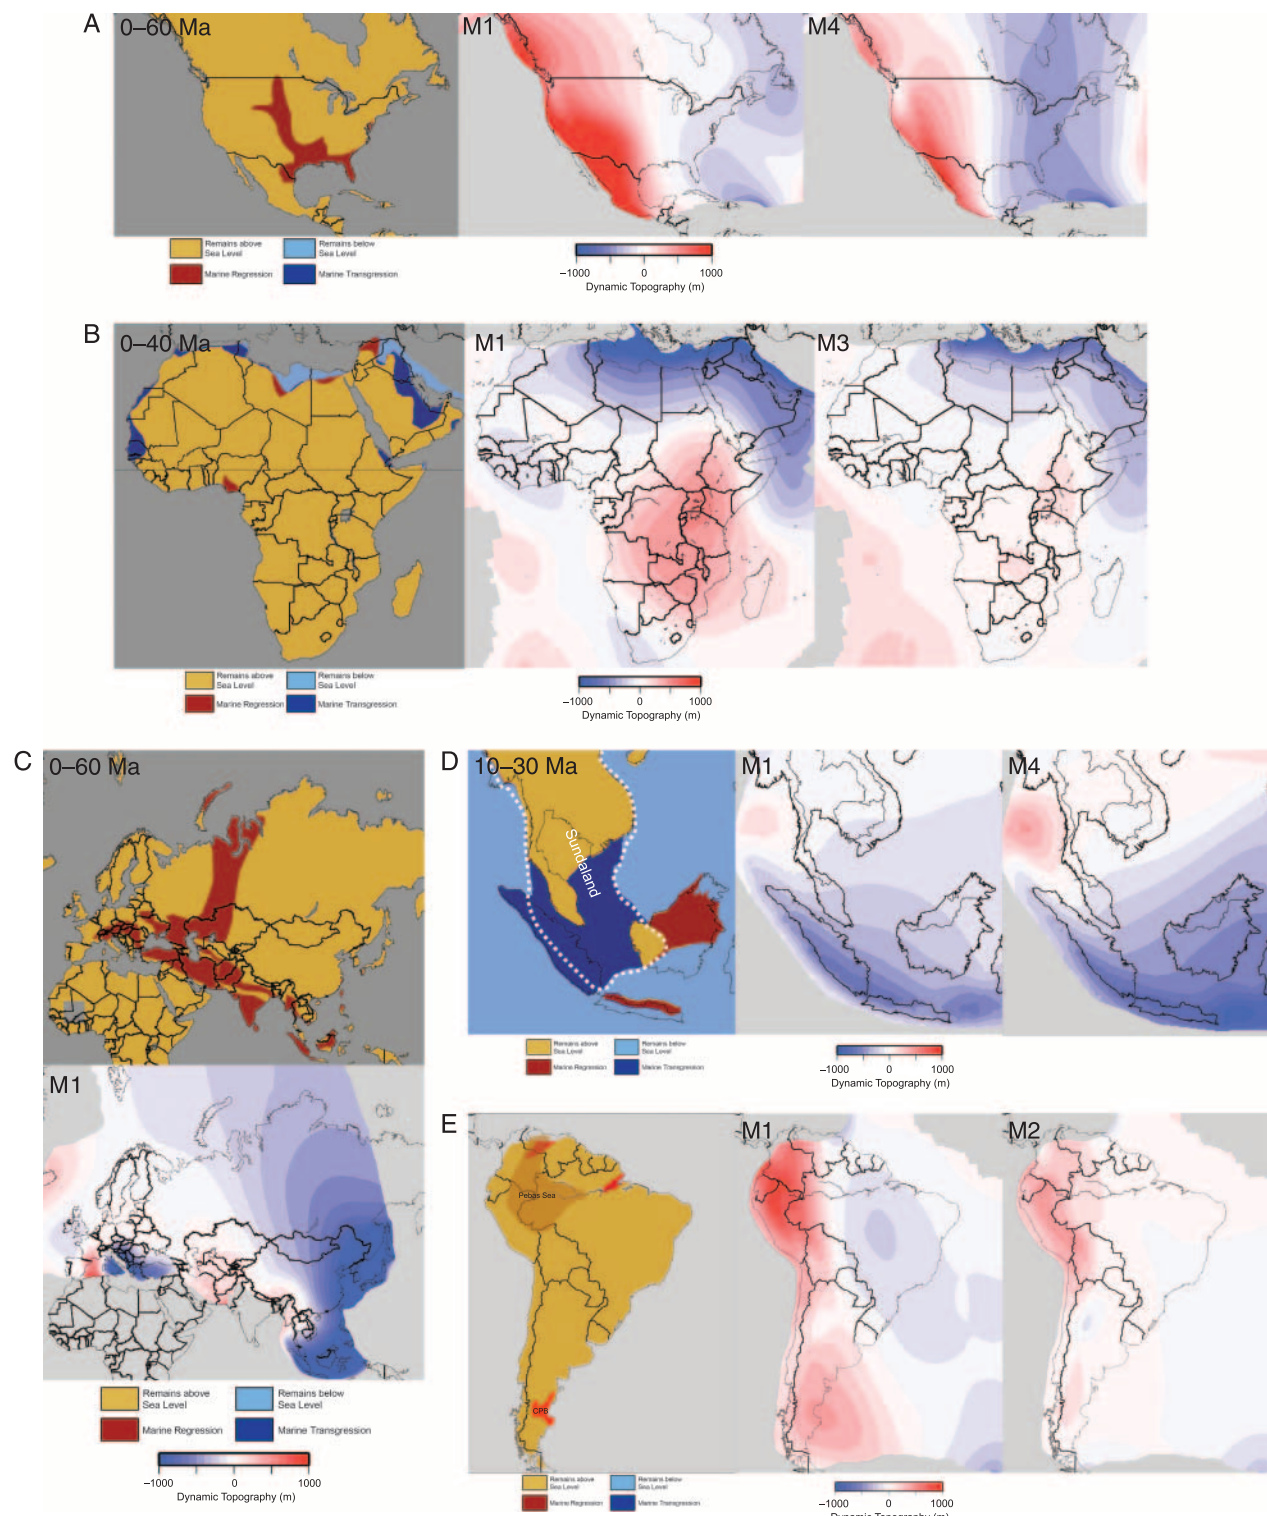 A
0–60 Ma
M1
M4
Remains above
Sea Level
Remains below
Sea Level
Marine Regression
Marine Transgression
–1000
0
1000
Dynamic Topography (m)
B
0–40 Ma
M1
M3
Remains above
Sea Level
Remains below
Sea Level
Marine Regression
Marine Transgression
–1000
0
1000
Dynamic Topography (m)
C
0–60 Ma
M1
Remains above
Sea Level
Remains below
Sea Level
Marine Regression
Marine Transgression
–1000
0
1000
Dynamic Topography (m)
D
10–30 Ma
Sundaland
M1
M4
Remains above
Sea Level
Remains below
Sea Level
Marine Regression
Marine Transgression
–1000
0
1000
Dynamic Topography (m)
E
Pebas Sea
CPB
M1
M2
Remains above
Sea Level
Remains below
Sea Level
Marine Regression
Marine Transgression
–1000
0
1000
Dynamic Topography (m)